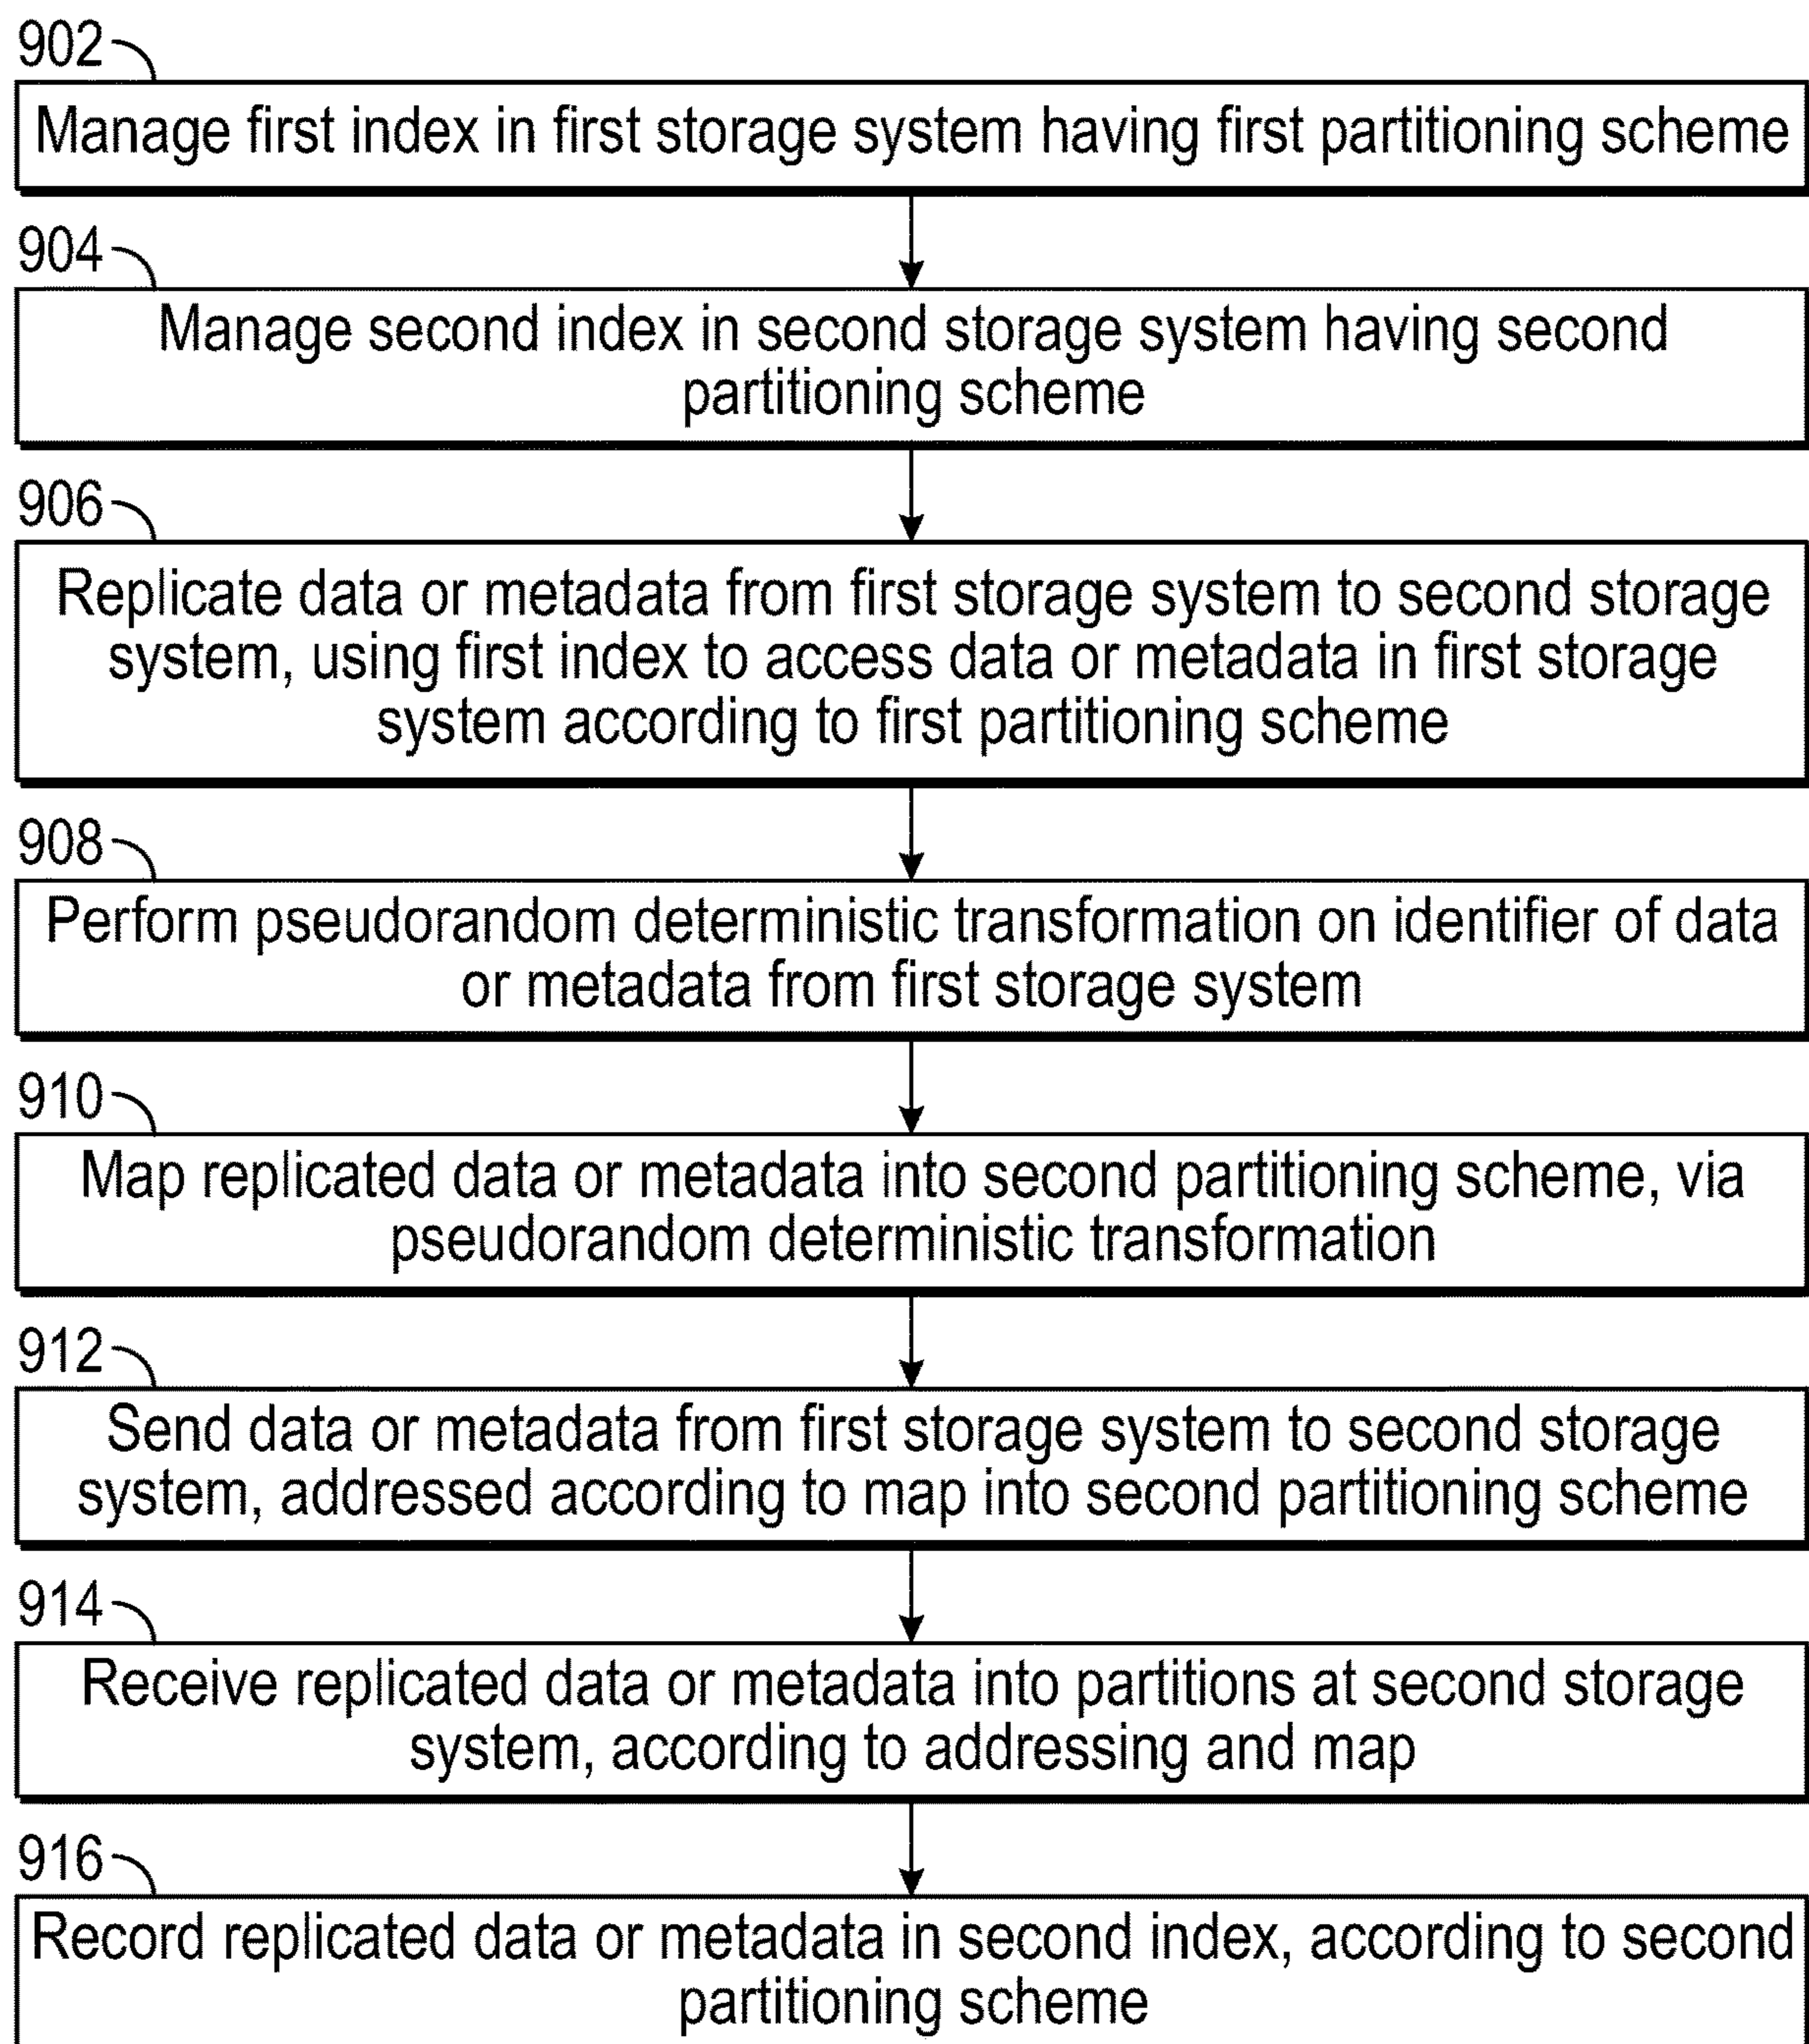 902
Manage first index in first storage system having first partitioning scheme
904
Manage second index in second storage system having second
partitioning scheme
906
Replicate data or metadata from first storage system to second storage
system, using first index to access data or metadata in first storage
system according to first partitioning scheme
908
Perform pseudorandom deterministic transformation on identifier of data
or metadata from first storage system
910
Map replicated data or metadata into second partitioning scheme, via
pseudorandom deterministic transformation
912
Send data or metadata from first storage system to second storage
system, addressed according to map into second partitioning scheme
914
Receive replicated data or metadata into partitions at second storage
system, according to addressing and map
916
Record replicated data or metadata in second index, according to second
partitioning scheme